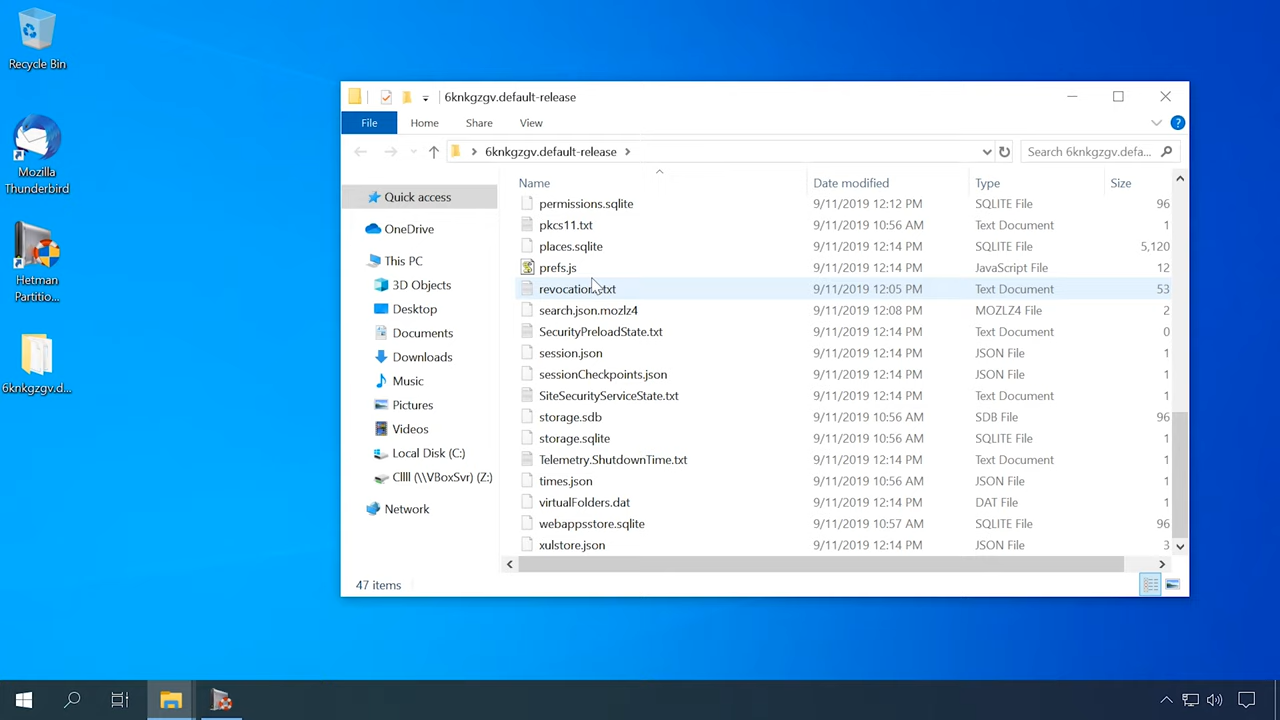 Recycle Bin
Mozilla
Thunderbird
Hetman
Partitio...
6knkgzgv.d...
6knkgzgv.default-release
File Home Share View
6knkgzgv.default-release
Search 6knkgzgv.defa...
Quick access
OneDrive
This PC
3D Objects
Desktop
Documents
Downloads
Music
Pictures
Videos
Local Disk (C:)
Cllll (\\VBoxSvr) (Z:)
Network
Name Date modified Type Size
permissions.sqlite 9/11/2019 12:12 PM SQLITE File 96
pkcs11.txt 9/11/2019 10:56 AM Text Document 1
places.sqlite 9/11/2019 12:14 PM SQLITE File 5,120
prefs.js 9/11/2019 12:14 PM JavaScript File 12
revocations.txt 9/11/2019 12:05 PM Text Document 53
search.json.mozlz4 9/11/2019 12:08 PM MOZLZ4 File 2
SecurityPreloadState.txt 9/11/2019 12:14 PM Text Document 0
session.json 9/11/2019 12:14 PM JSON File 1
sessionCheckpoints.json 9/11/2019 12:14 PM JSON File 1
SiteSecurityServiceState.txt 9/11/2019 12:14 PM Text Document 1
storage.sdb 9/11/2019 10:56 AM SDB File 96
storage.sqlite 9/11/2019 10:56 AM SQLITE File 1
Telemetry.ShutdownTime.txt 9/11/2019 12:14 PM Text Document 1
times.json 9/11/2019 10:56 AM JSON File 1
virtualFolders.dat 9/11/2019 12:14 PM DAT File 1
webappsstore.sqlite 9/11/2019 10:57 AM SQLITE File 96
xulstore.json 9/11/2019 12:14 PM JSON File 3
47 items